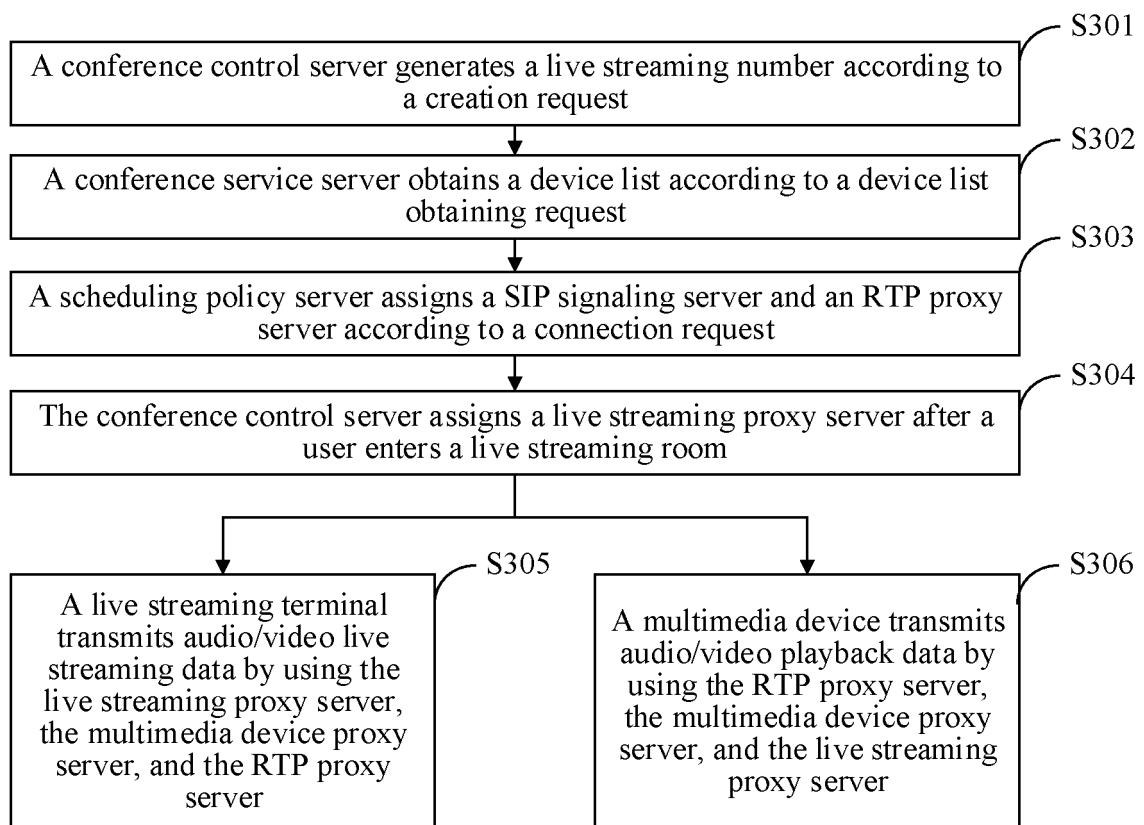 S301
A conference control server generates a live streaming number according to
a creation request
S302
A conference service server obtains a device list according to a device list
obtaining request
S303
A scheduling policy server assigns a SIP signaling server and an RTP proxy
server according to a connection request
S304
The conference control server assigns a live streaming proxy server after a
user enters a live streaming room
S305
A live streaming terminal
transmits audio/video live
streaming data by using the
live streaming proxy server,
the multimedia device proxy
server, and the RTP proxy
server
S306
A multimedia device transmits
audio/video playback data by
using the RTP proxy server,
the multimedia device proxy
server, and the live streaming
proxy server